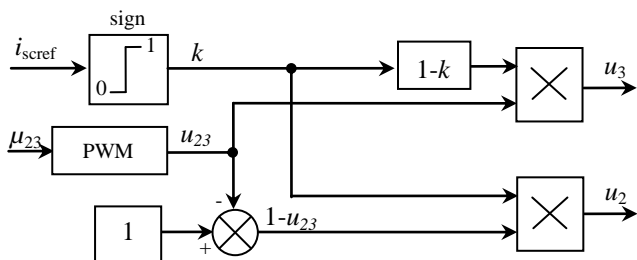 sign
i_scref
1
0
k
1-k
u_3
μ_23
PWM
u_23
-
1
+
1-u_23
u_2